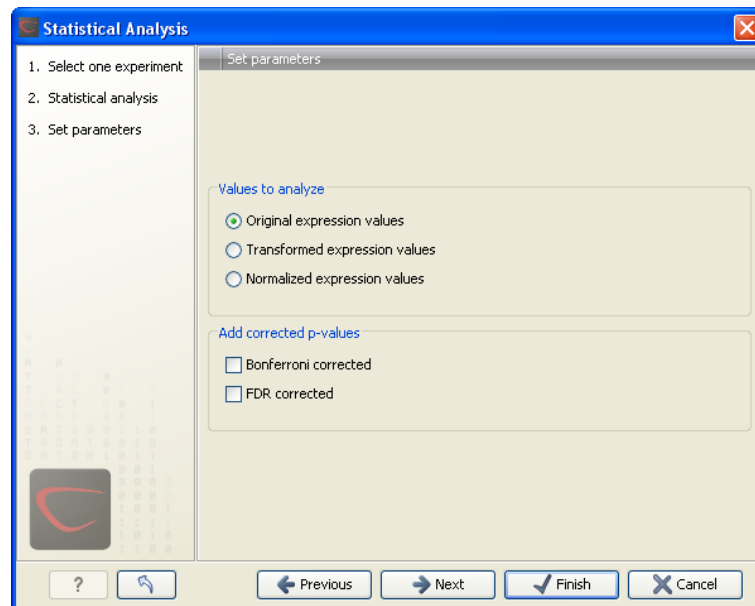 Statistical Analysis
1. Select one experiment
2. Statistical analysis
3. Set parameters
Set parameters
Values to analyze
Original expression values
Transformed expression values
Normalized expression values
Add corrected p-values
Bonferroni corrected
FDR corrected
?
Previous
Next
Finish
Cancel